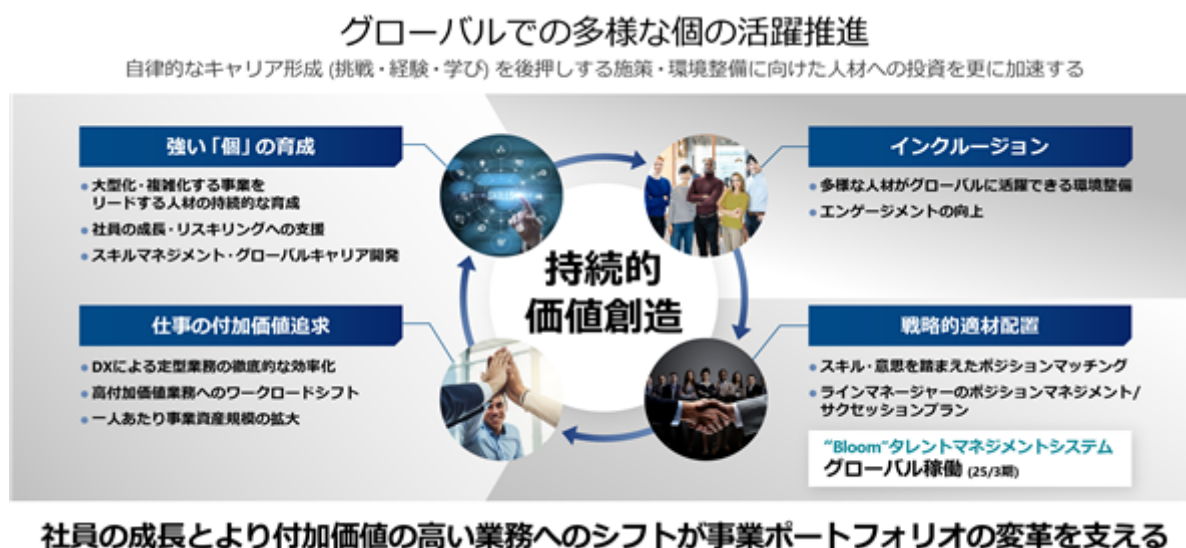 グローバルでの多様な個の活躍推進
自律的なキャリア形成 (挑戦・経験・学び) を後押しする施策・環境整備に向けた人材への投資を更に加速する
強い「個」の育成
• 大型化・複雑化する事業を
リードする人材の持続的な育成
• 社員の成長・リスキリングへの支援
• スキルマネジメント・グローバルキャリア開発
インクルージョン
• 多様な人材がグローバルに活躍できる環境整備
• エンゲージメントの向上
持続的
価値創造
仕事の付加価値追求
• DXによる定型業務の徹底的な効率化
• 高付加価値業務へのワークロードシフト
• 一人あたり事業資産規模の拡大
戦略的適材配置
• スキル・意思を踏まえたポジションマッチング
• ラインマネージャーのポジションマネジメント/
サクセッションプラン
“Bloom”タレントマネジメントシステム
グローバル稼働 (25/3期)
社員の成長とより付加価値の高い業務へのシフトが事業ポートフォリオの変革を支える